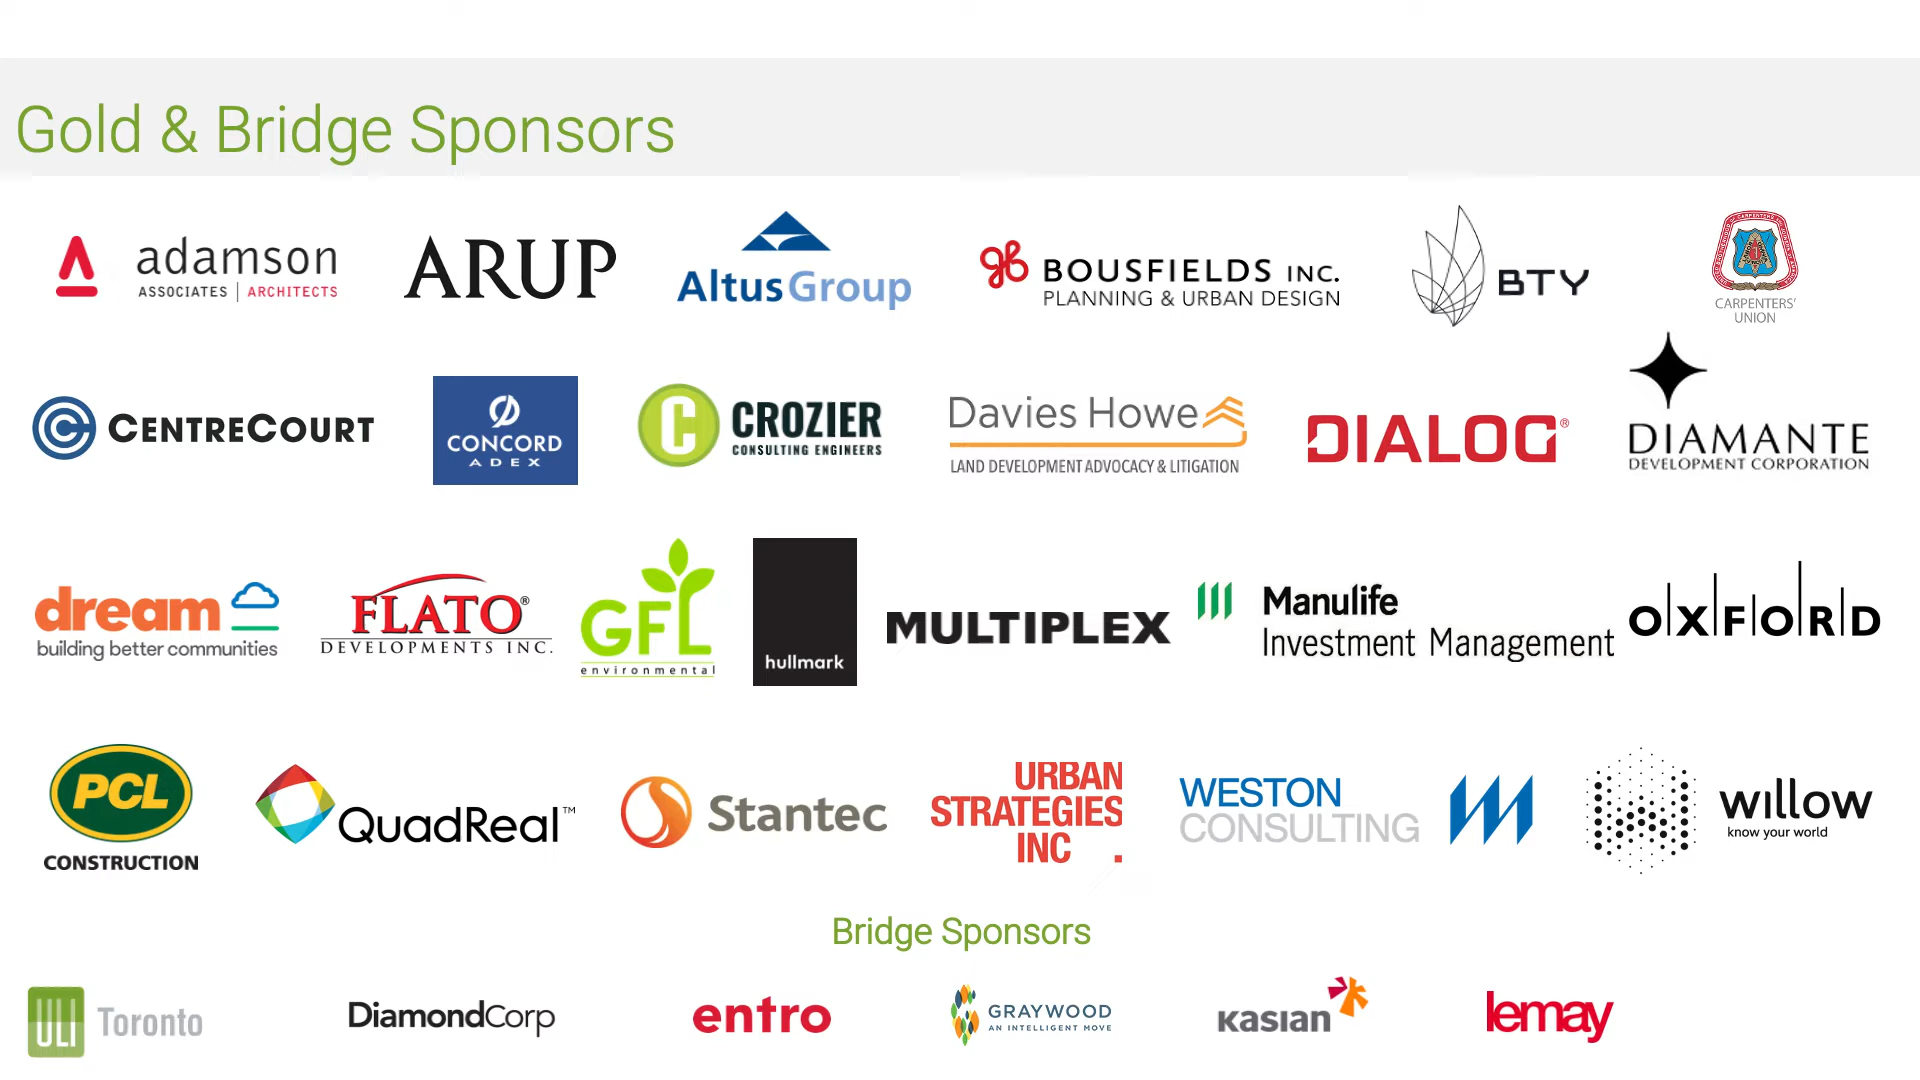 Gold & Bridge Sponsors
adamson
ASSOCIATES | ARCHITECTS
ARUP
AltusGroup
BOUSFIELDS INC.
PLANNING & URBAN DESIGN
BTY
CARPENTERS'
UNION
CENTRECOURT
CONCORD
ADEX
CROZIER
CONSULTING ENGINEERS
Davies Howe
LAND DEVELOPMENT ADVOCACY & LITIGATION
DIALOG®
DIAMANTE
DEVELOPMENT CORPORATION
dream
building better communities
FLATO®
DEVELOPMENTS INC.
GFL
environmental
hullmark
MULTIPLEX
Manulife
Investment Management
OXFORD
PCL
CONSTRUCTION
QuadReal™
Stantec
URBAN
STRATEGIES
INC .
WESTON
CONSULTING
willow
know your world
Bridge Sponsors
ULI Toronto
DiamondCorp
entro
GRAYWOOD
AN INTELLIGENT MOVE
KASIAN
lemay